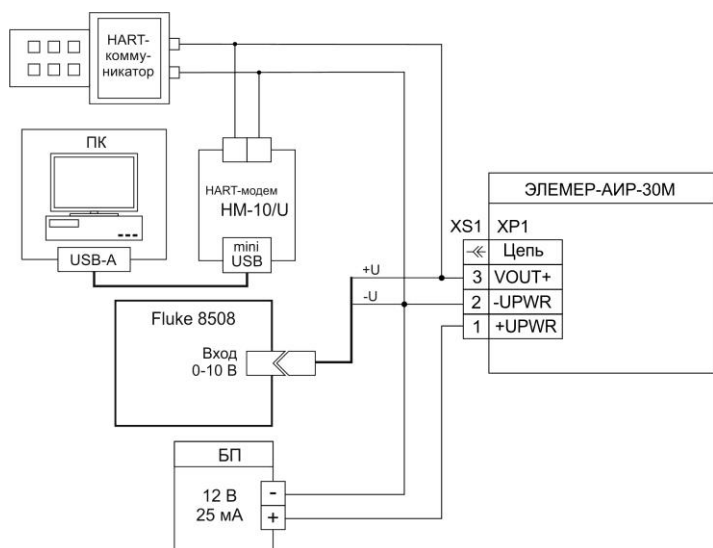 HART-
комму-
никатор
ПК
USB-A
HART-модем
HM-10/U
mini
USB
Fluke 8508
Вход
0-10 В
+U
-U
БП
12 В
25 мА
-
+
ЭЛЕМЕР-АИР-30М
XS1 XP1
Цепь
3 VOUT+
2 -UPWR
1 +UPWR